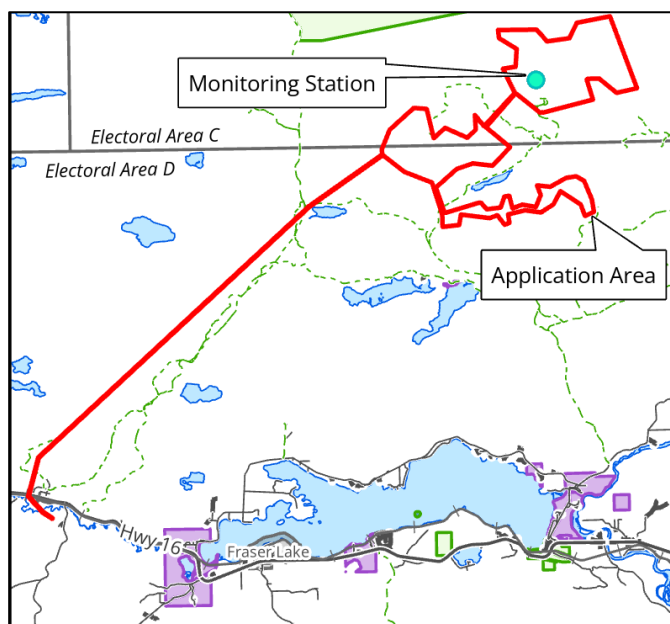 Monitoring Station
Electoral Area C
Electoral Area D
Application Area
Hwy 16
Fraser Lake